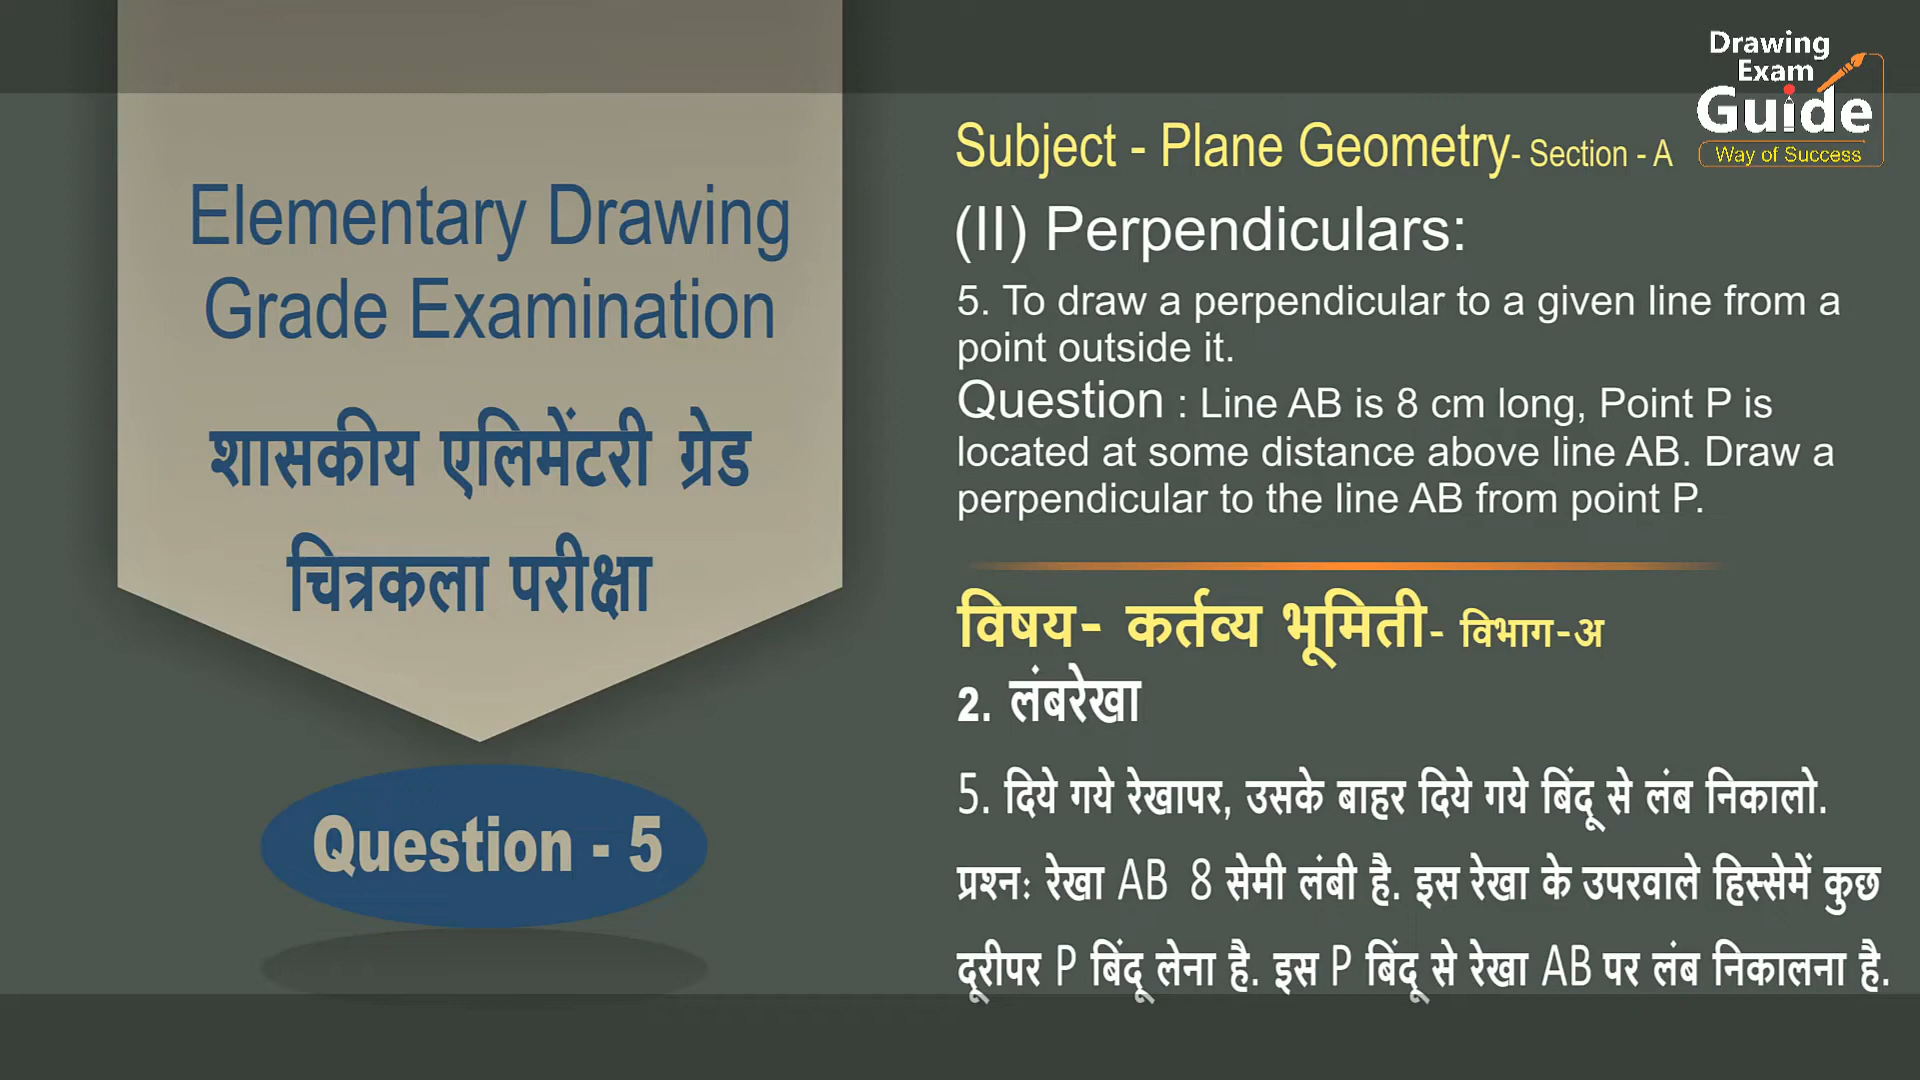 Elementary Drawing
Grade Examination
शासकीय एलिमेंटरी ग्रेड
चित्रकला परीक्षा
Question - 5
Drawing
Exam
Guide
Way of Success
Subject - Plane Geometry- Section - A
(II) Perpendiculars:
5. To draw a perpendicular to a given line from a
point outside it.
Question : Line AB is 8 cm long, Point P is
located at some distance above line AB. Draw a
perpendicular to the line AB from point P.
विषय- कर्तव्य भूमिती- विभाग-अ
2. लंबरेखा
5. दिये गये रेखापर, उसके बाहर दिये गये बिंदू से लंब निकालो.
प्रश्न: रेखा AB 8 सेमी लंबी है. इस रेखा के उपरवाले हिस्सेमें कुछ
दूरीपर P बिंदू लेना है. इस P बिंदू से रेखा AB पर लंब निकालना है.